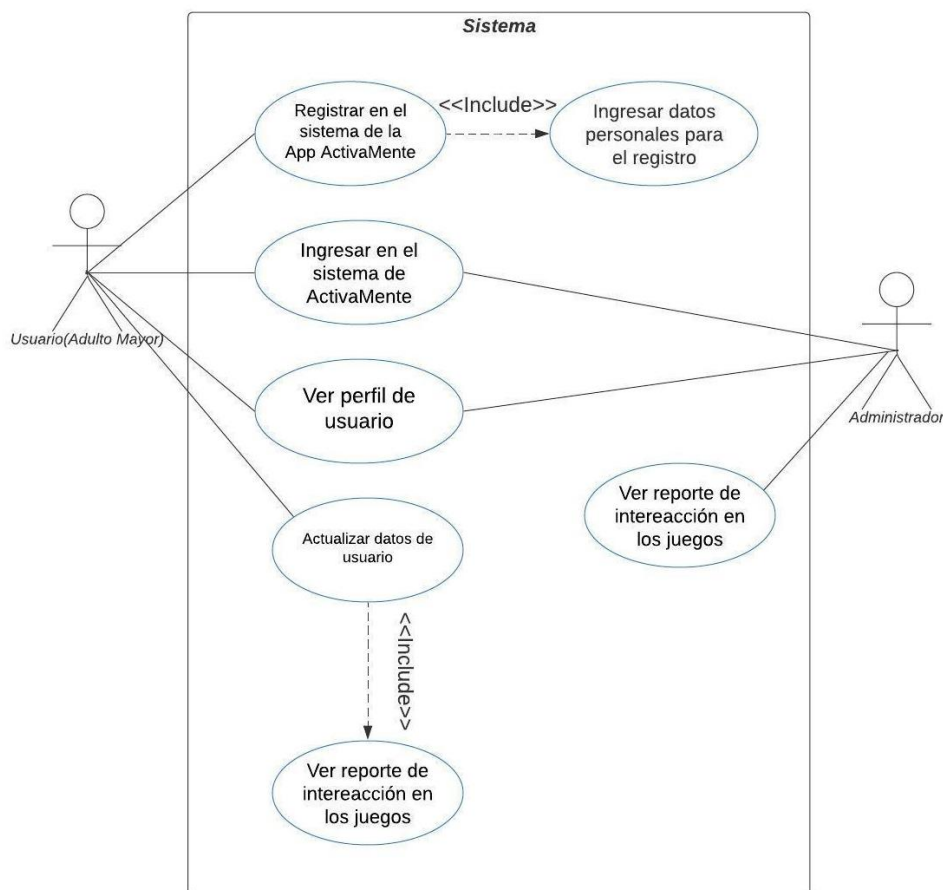 Sistema
Registrar en el
sistema de la
App ActivaMente
<<Include>>
Ingresar datos
personales para
el registro
Ingresar en el
sistema de
ActivaMente
Usuario(Adulto Mayor)
Ver perfil de
usuario
Administrador
Ver reporte de
intereacción en
los juegos
Actualizar datos de
usuario
<<Include>>
Ver reporte de
intereacción en
los juegos